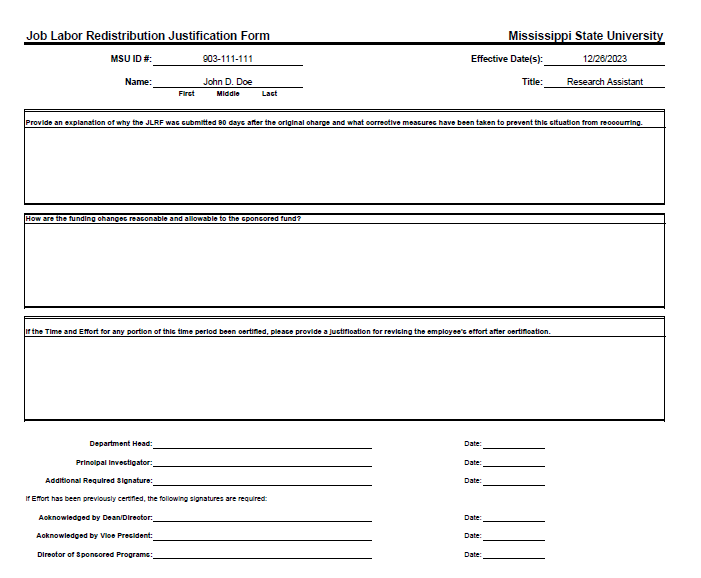 Job Labor Redistribution Justification Form Mississippi State University
MSU ID #: 903-111-111 Effective Date(s): 12/26/2023
Name: John D. Doe Title: Research Assistant
First Middle Last
Provide an explanation of why the JLRF was submitted 90 days after the original charge and what corrective measures have been taken to prevent this situation from reoccurring.
How are the funding changes reasonable and allowable to the sponsored fund?
If the Time and Effort for any portion of this time period been certified, please provide a justification for revising the employee's effort after certification.
Department Head: Date:
Principal Investigator: Date:
Additional Required Signature: Date:
If Effort has been previously certified, the following signatures are required:
Acknowledged by Dean/Director: Date:
Acknowledged by Vice President: Date:
Director of Sponsored Programs: Date: